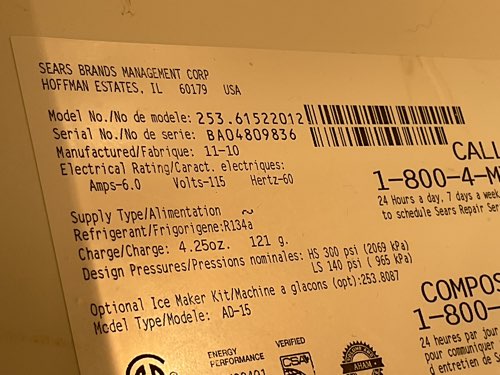 SEARS BRANDS MANAGEMENT CORP
HOFFMAN ESTATES, IL 60179 USA
Model No./No de modele: 253.61522012
Serial No./No de serie: BA04809836
Manufactured/Fabrique: 11-10
Electrical Rating/Caract. electriques:
Amps-6.0 Volts-115 Hertz-60
CALL
1-800-4-M
24 Hours a day, 7 days a week
to schedule Sears Repair Ser
Supply Type/Alimentation ~
Refrigerant/Frigorigene:R134a
Charge/Charge: 4.25oz. 121 g.
Design Pressures/Pressions nominales: HS 300 psi (2069 kPa)
LS 140 psi ( 965 kPa)
Optional Ice Maker Kit/Machine a glacons (opt):253.8087
Model Type/Modele: AD-15
COMPOS
1-800-
24 heures par jour
pour communiquer
ENERGY
PERFORMANCE
VERIFIED
CSA
AHAM